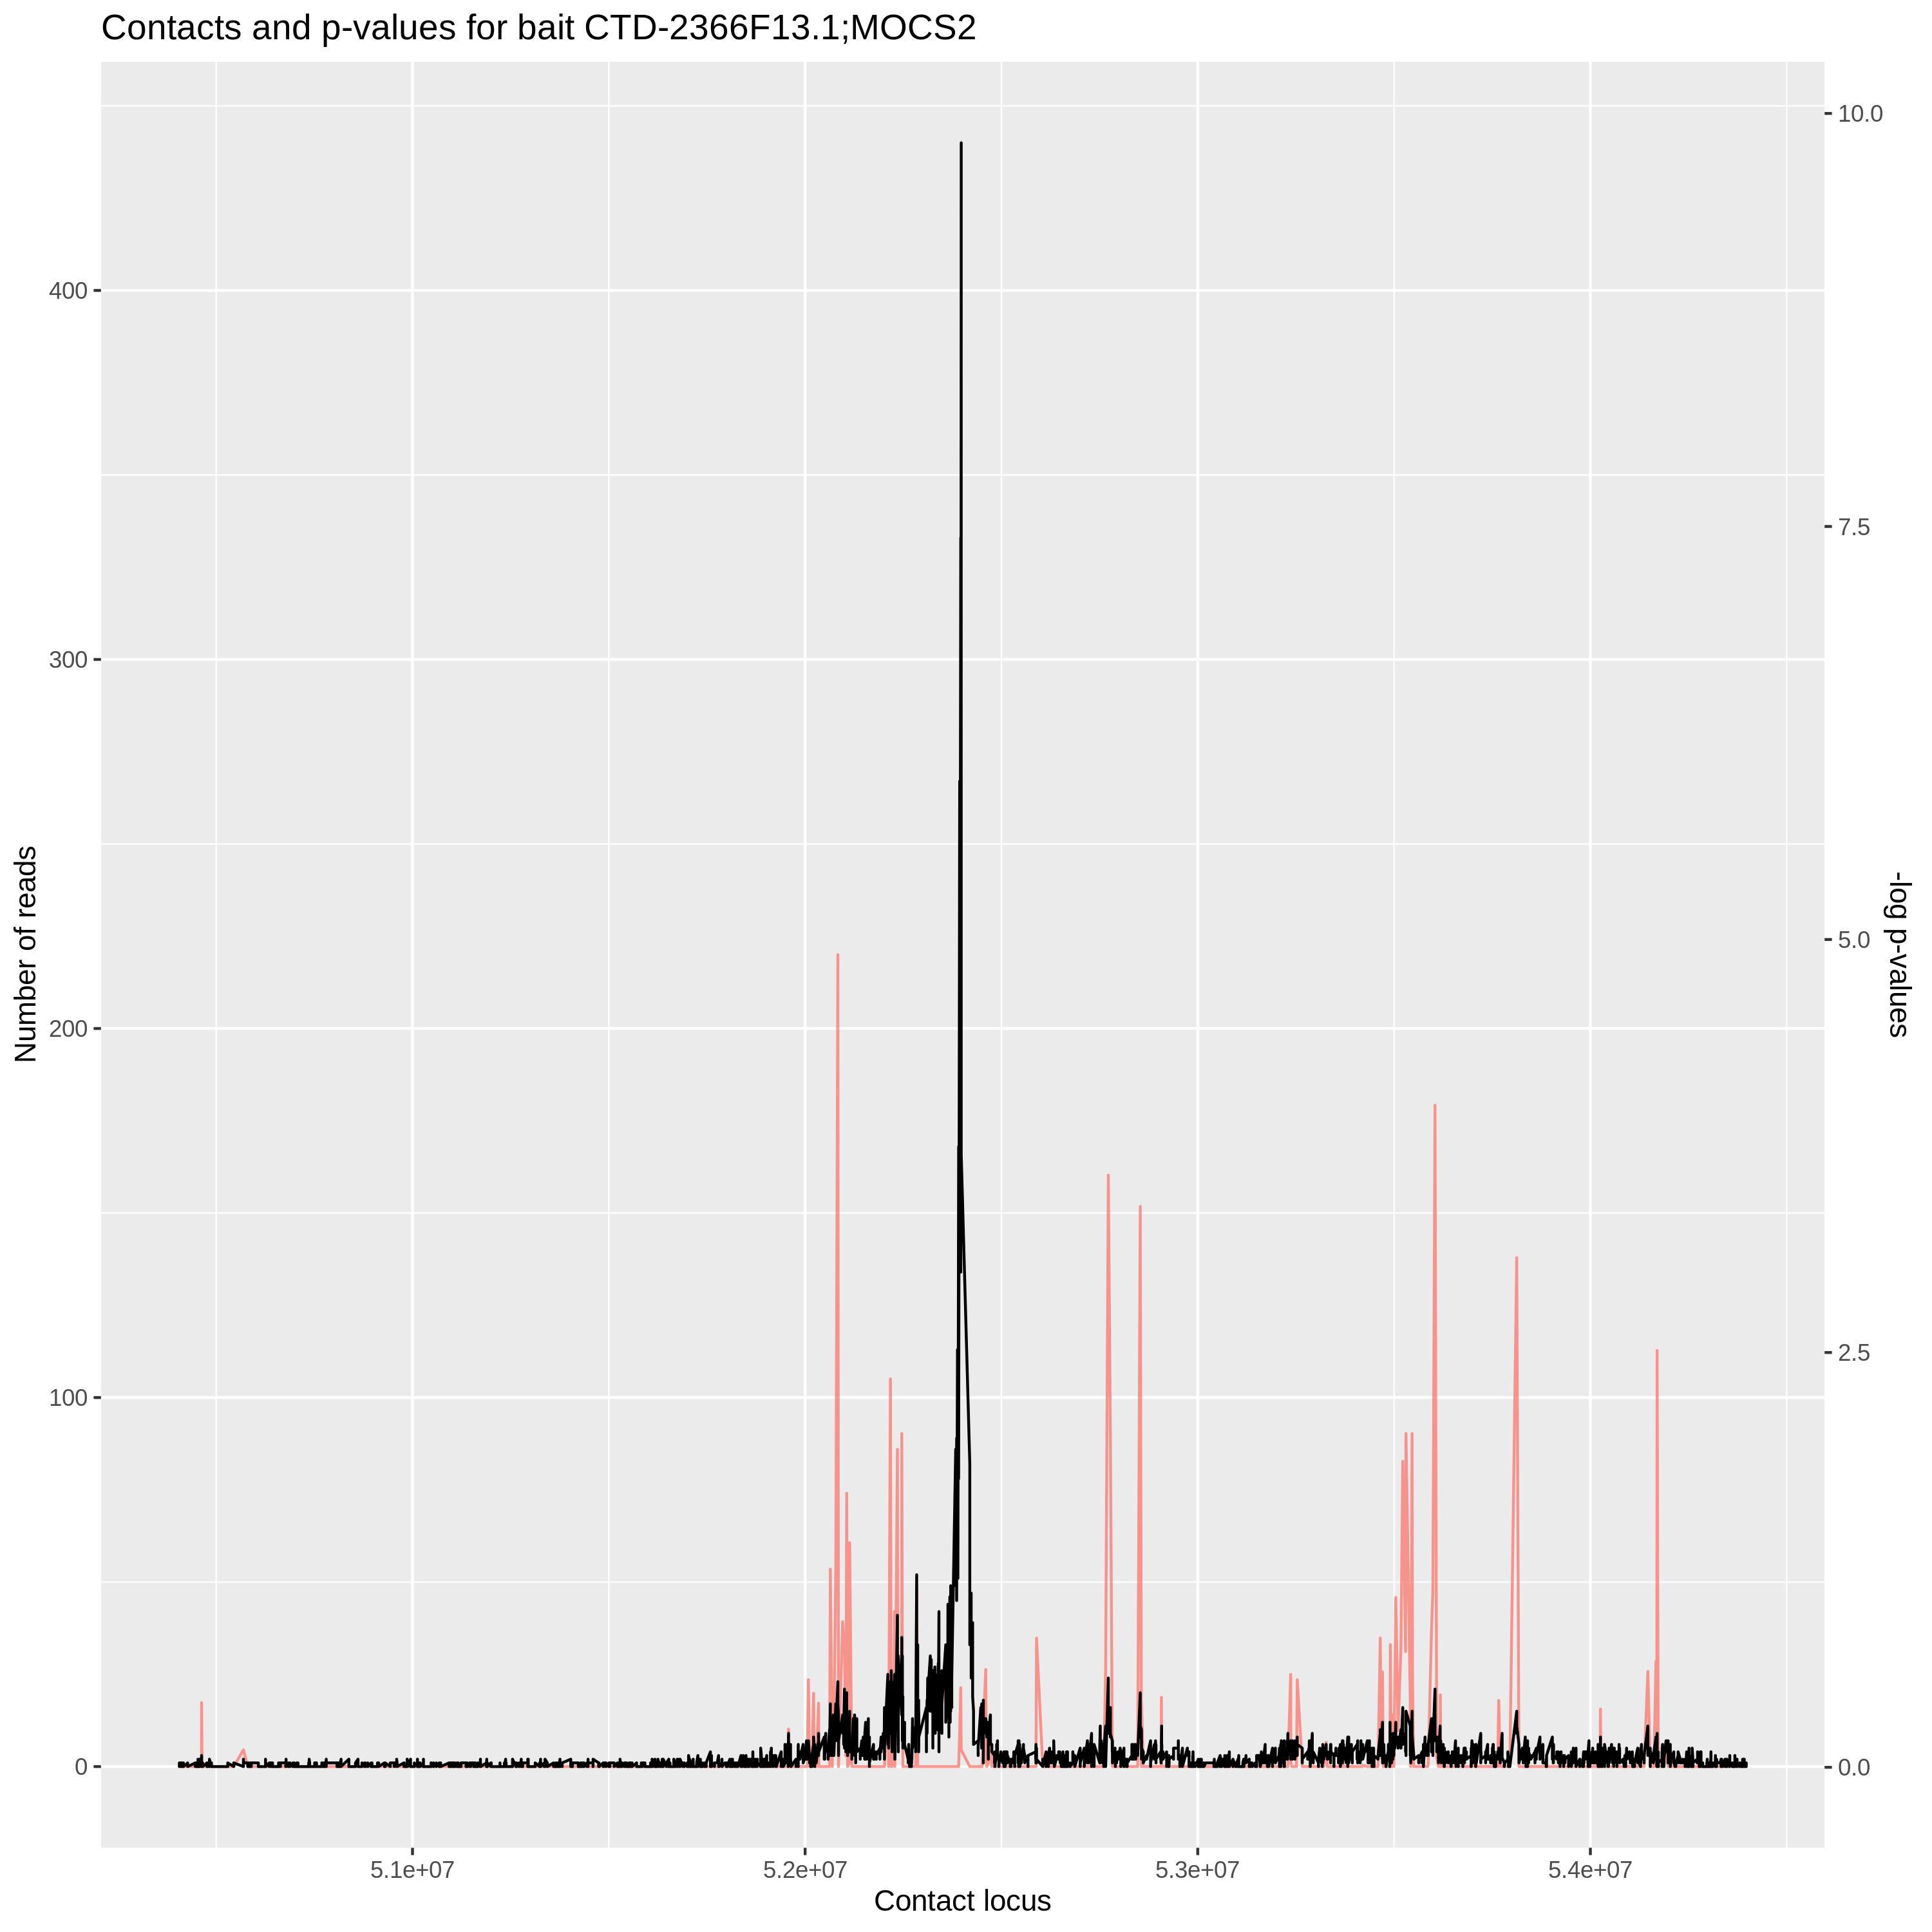 Contacts and p-values for bait CTD-2366F13.1;MOCS2
400
300
200
100
0
Number of reads
10.0
7.5
5.0
2.5
0.0
-log p-values
5.1e+07
5.2e+07
5.3e+07
5.4e+07
Contact locus